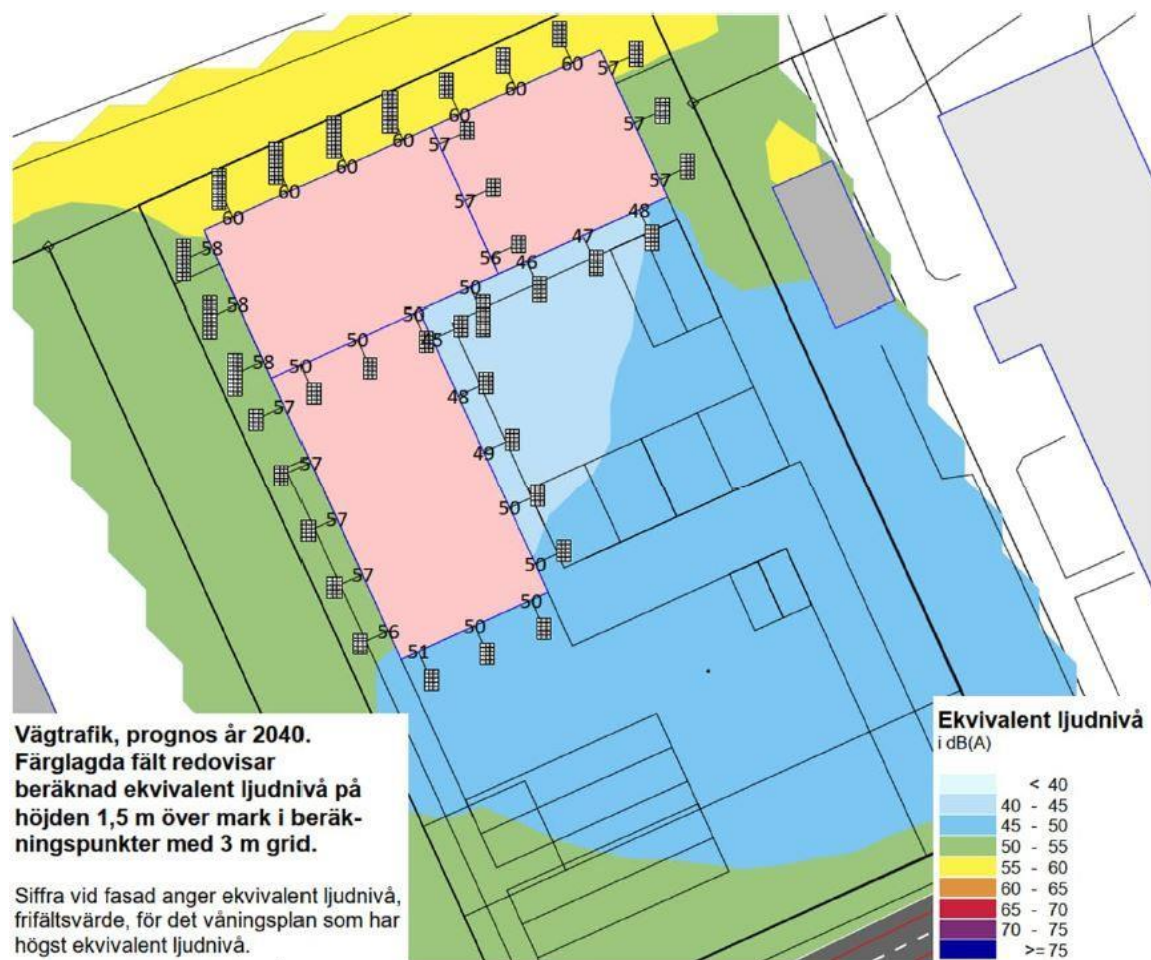 60
60
60
60
60
60
60
57
57
57
57
57
56
58
58
58
48
47
46
50
50
45
50
50
48
49
50
50
57
57
57
57
56
50
50
51
Vägtrafik, prognos år 2040.
Färglagda fält redovisar
beräknad ekvivalent ljudnivå på
höjden 1,5 m över mark i beräk-
ningspunkter med 3 m grid.
Siffra vid fasad anger ekvivalent ljudnivå,
frifältsvärde, för det våningsplan som har
högst ekvivalent ljudnivå.
Ekvivalent ljudnivå
i dB(A)
< 40
40 - 45
45 - 50
50 - 55
55 - 60
60 - 65
65 - 70
70 - 75
>= 75